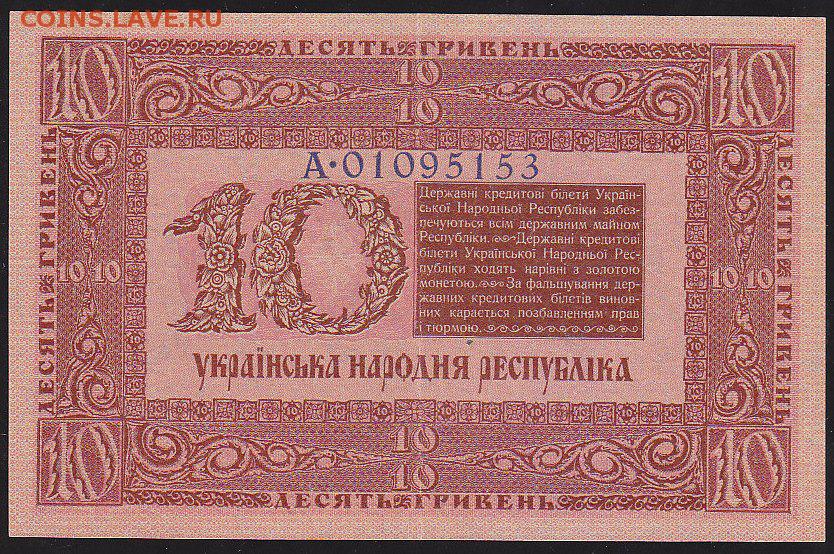 COINS.LAVE.RU
ДЕСЯТЬ ГРИВЕНЬ
10 10 10
10
А·01095153
10
Державні кредитові білети Україн-
ської Народньої Республіки забез-
печуються всім державним майном
Республіки. Державні кредитові
білети Української Народньої Рес-
публіки ходять нарівні з золотою
монетою. За фальшування дер-
жавних кредитових білетів винов-
них карається позбавленням прав
і тюрмою.
ДЕСЯТЬ ГРИВЕНЬ
10 10
10 10
ДЕСЯТЬ ГРИВЕНЬ
УКРАЇНСЬКА НАРОДНЯ РЕСПУБЛІКА
10
10 10 10
ДЕСЯТЬ ГРИВЕНЬ